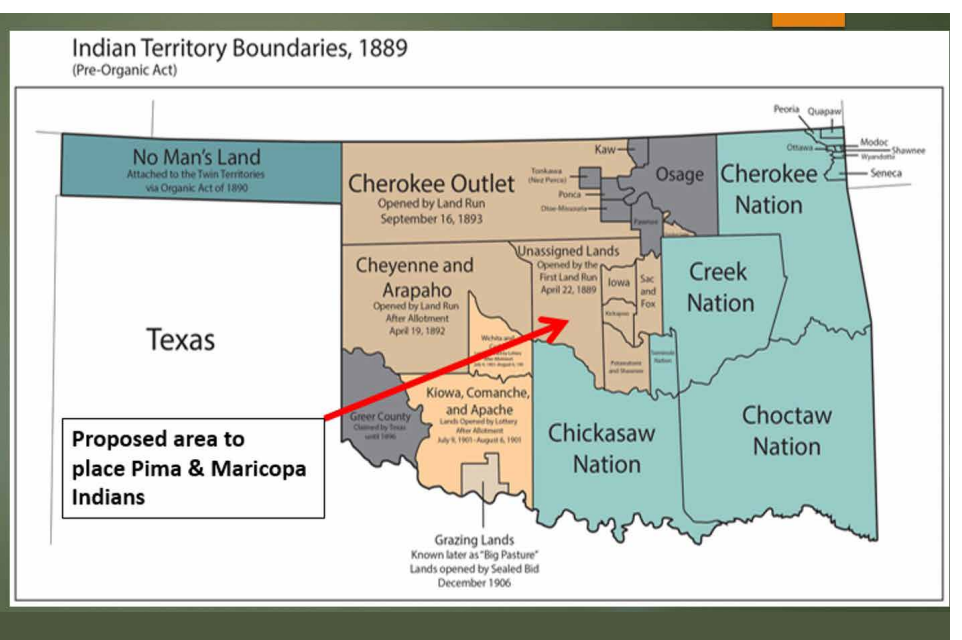 Indian Territory Boundaries, 1889
(Pre-Organic Act)
Peoria
Quapaw
No Man's Land
Attached to the Twin Territories
via Organic Act of 1890
Cherokee Outlet
Opened by Land Run
September 16, 1893
Kaw
Tonkawa
(Nez Perce)
Ponca
Otoe-Missouria
Pawnee
Osage
Cherokee
Nation
Ottawa
Modoc
Shawnee
Wyandotte
Seneca
Cheyenne and
Arapaho
Opened by Land Run
After Allotment
April 19, 1892
Unassigned Lands
Opened by the
First Land Run
April 22, 1889
Iowa
Sac
and
Fox
Kickapoo
Creek
Nation
Texas
Wichita and
Potawatomi
and Shawnee
Seminole
Nation
Greer County
Claimed by Texas
until 1896
Kiowa, Comanche,
and Apache
Lands Opened by Lottery
After Allotment
July 9, 1901-August 6, 1901
Chickasaw
Nation
Choctaw
Nation
Proposed area to
place Pima & Maricopa
Indians
Grazing Lands
Known later as "Big Pasture"
Lands opened by Sealed Bid
December 1906